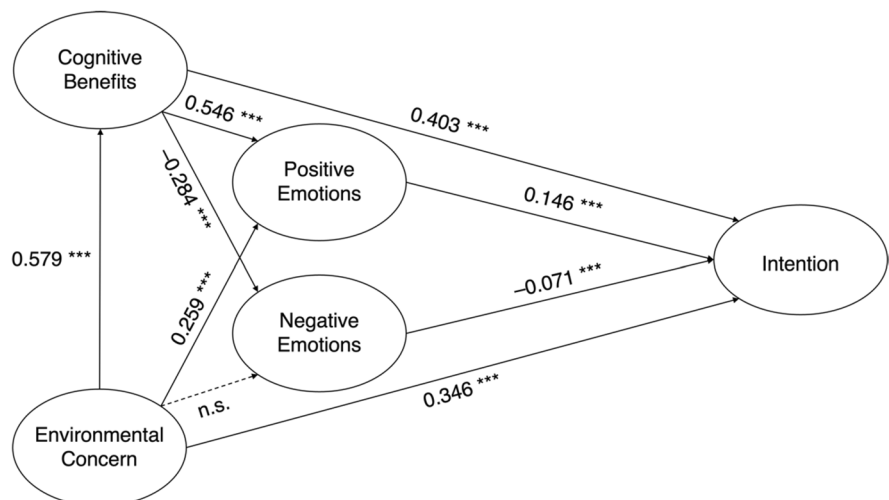 Cognitive
Benefits
0.546 ***
0.403 ***
Positive
Emotions
–0.284 ***
0.146 ***
0.579 ***
Intention
0.259 ***
–0.071 ***
Negative
Emotions
n.s.
0.346 ***
Environmental
Concern